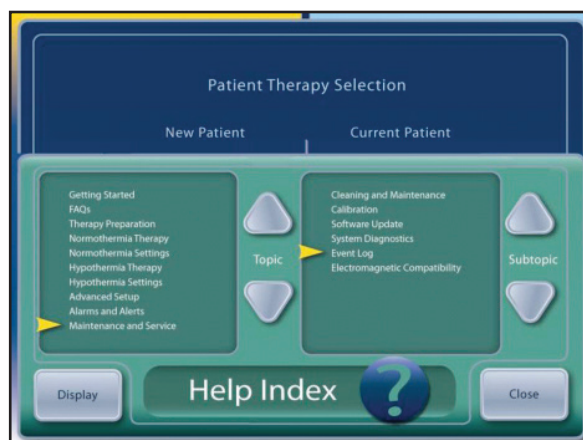 Patient Therapy Selection
New Patient
Current Patient
Getting Started
FAQs
Therapy Preparation
Normothermia Therapy
Normothermia Settings
Hypothermia Therapy
Hypothermia Settings
Advanced Setup
Alarms and Alerts
Maintenance and Service
Topic
Cleaning and Maintenance
Calibration
Software Update
System Diagnostics
Event Log
Electromagnetic Compatibility
Subtopic
Display
Help Index
?
Close